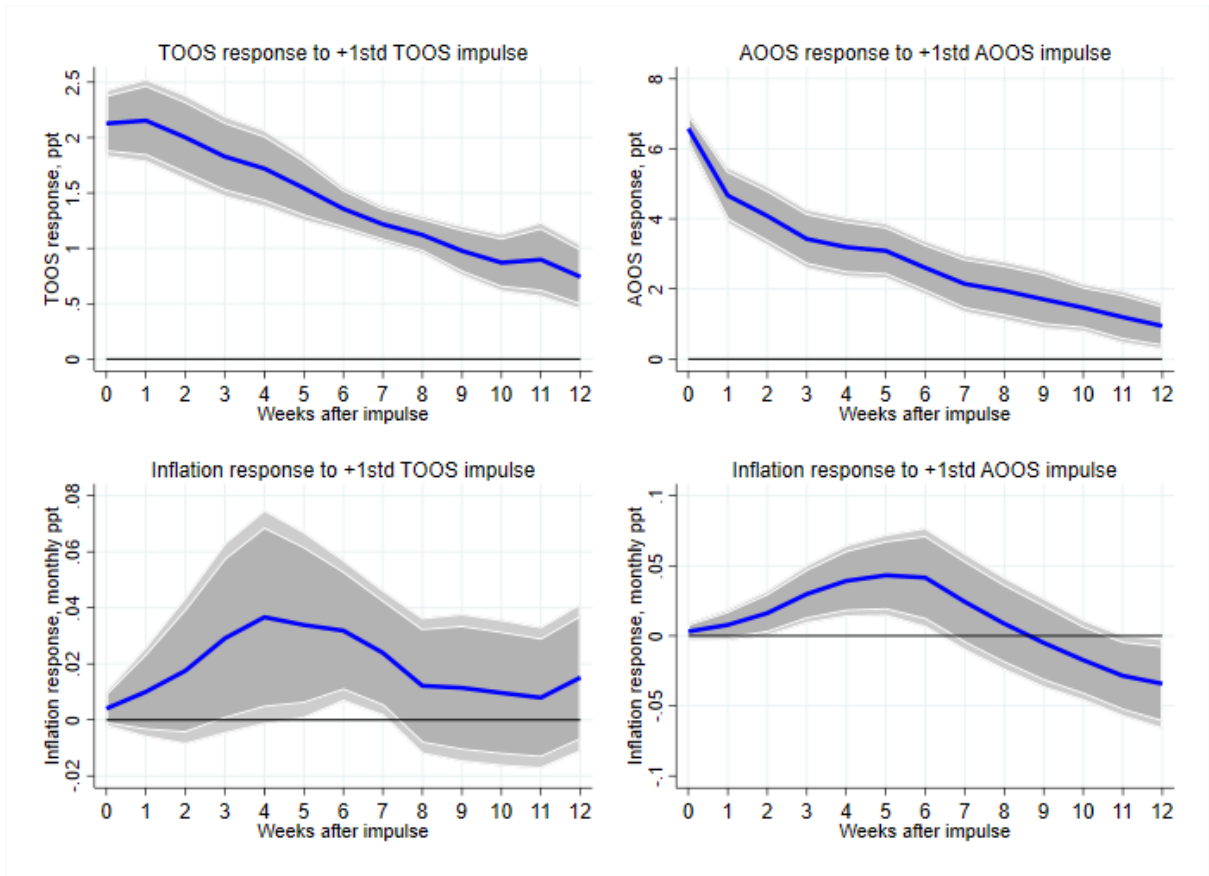 TOOS response to +1std TOOS impulse
TOOS response, ppt
2.5
2
1.5
1
.5
0
0 1 2 3 4 5 6 7 8 9 10 11 12
Weeks after impulse
AOOS response to +1std AOOS impulse
AOOS response, ppt
8
6
4
2
0
0 1 2 3 4 5 6 7 8 9 10 11 12
Weeks after impulse
Inflation response to +1std TOOS impulse
Inflation response, monthly ppt
.08
.06
.04
.02
0
-.02
0 1 2 3 4 5 6 7 8 9 10 11 12
Weeks after impulse
Inflation response to +1std AOOS impulse
Inflation response, monthly ppt
.1
.05
0
-.05
-.1
0 1 2 3 4 5 6 7 8 9 10 11 12
Weeks after impulse